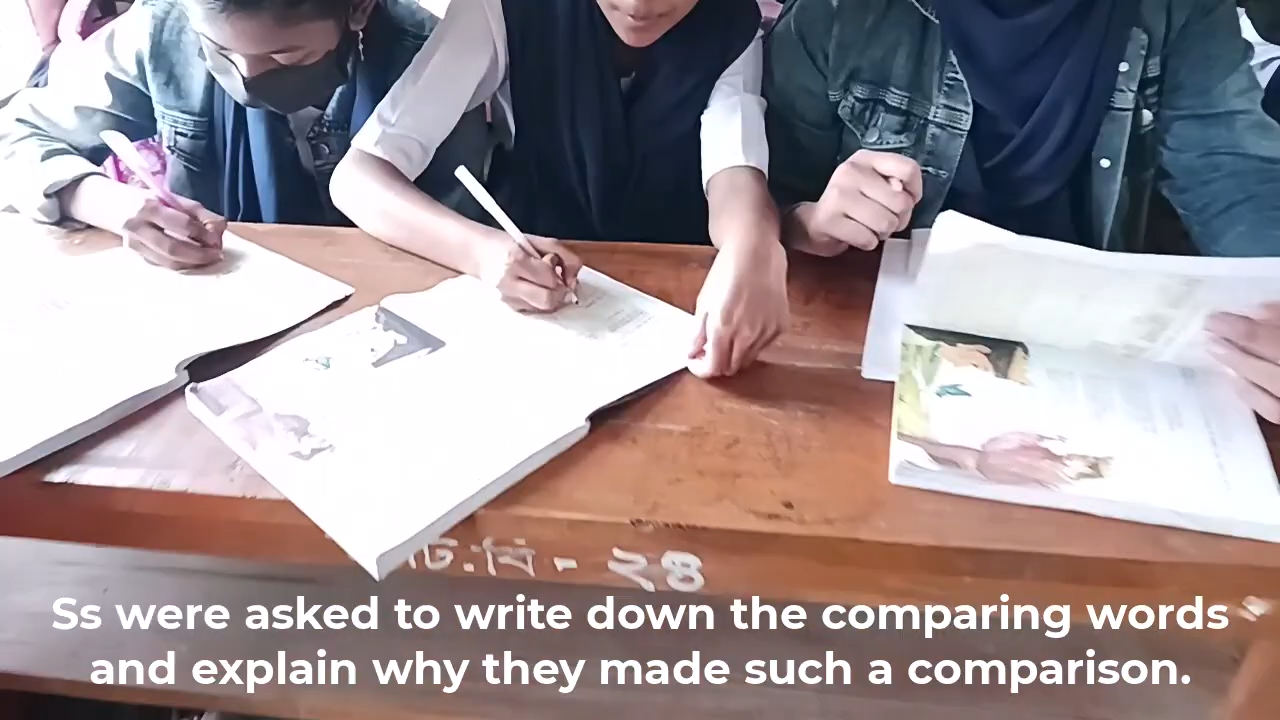 Ss were asked to write down the comparing words
and explain why they made such a comparison.